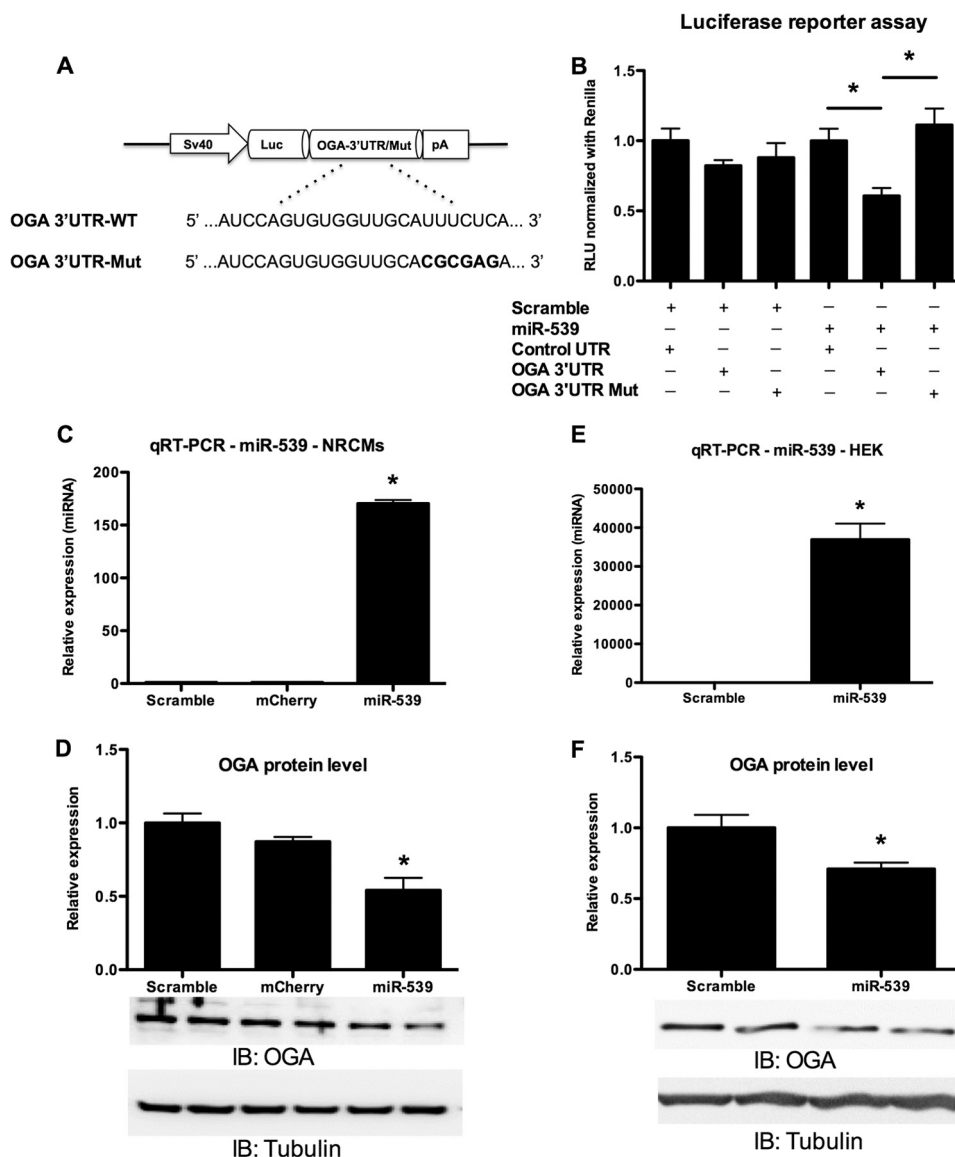 Luciferase reporter assay
A
Sv40 Luc OGA-3'UTR/Mut pA
OGA 3'UTR-WT 5' ...AUCCAGUGUGGUUGCAUUUCUCA... 3'
OGA 3'UTR-Mut 5' ...AUCCAGUGUGGUUGCACGCGAGA... 3'
B
RLU normalized with Renilla
1.5
1.0
0.5
0.0
* *
Scramble + + + – – –
miR-539 – – – + + +
Control UTR + – – + – –
OGA 3'UTR – + – – + –
OGA 3'UTR Mut – – + – – +
C
qRT-PCR - miR-539 - NRCMs
Relative expression (miRNA)
200
150
100
50
0
*
Scramble mCherry miR-539
E
qRT-PCR - miR-539 - HEK
Relative expression (miRNA)
50000
40000
30000
20000
10000
0
*
Scramble miR-539
D
OGA protein level
Relative expression
1.5
1.0
0.5
0.0
*
Scramble mCherry miR-539
IB: OGA
IB: Tubulin
F
OGA protein level
Relative expression
1.5
1.0
0.5
0.0
*
Scramble miR-539
IB: OGA
IB: Tubulin